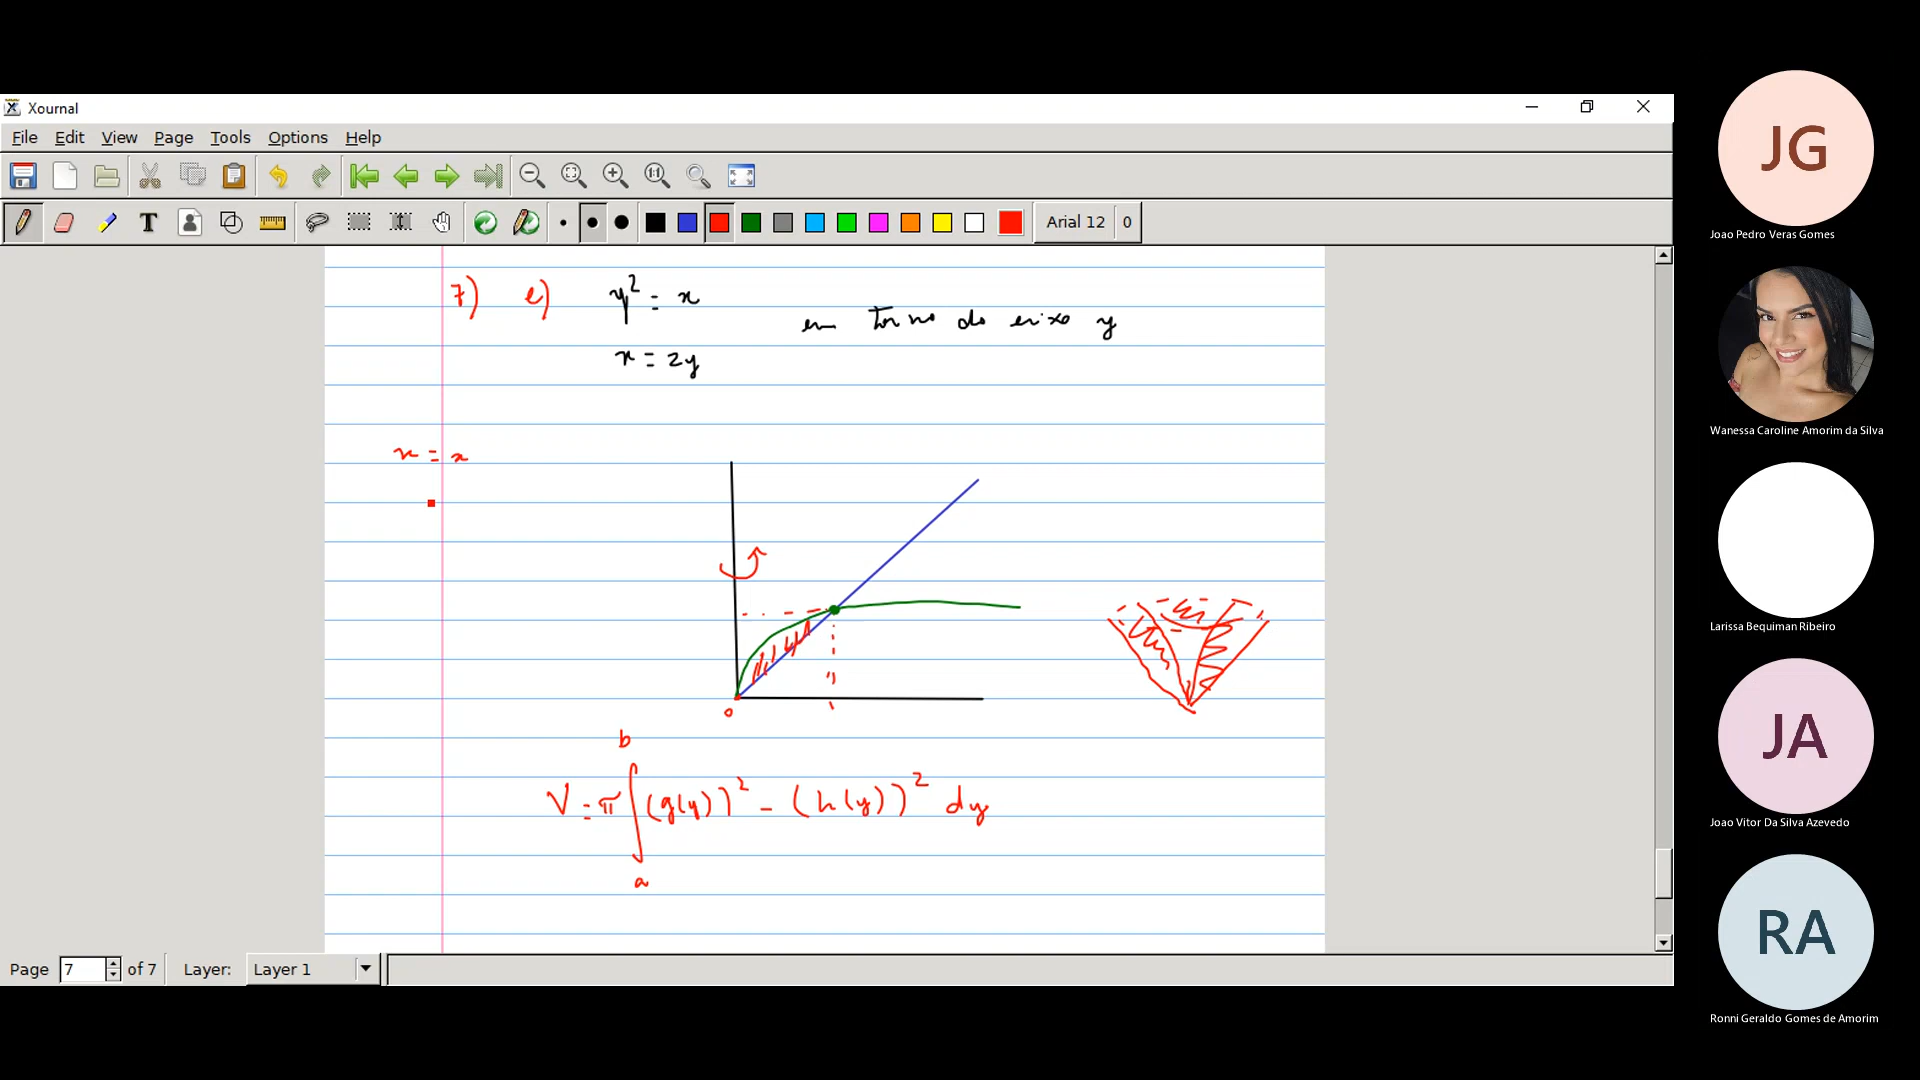 Xournal
File Edit View Page Tools Options Help
Arial 12 0
7) e) y² = x
em torno do eixo y
x = 2y
x = x
0
b
V = π ∫ (g(y))² - (h(y))² dy
a
Page 7 of 7 Layer: Layer 1
JG
Joao Pedro Veras Gomes
Wanessa Caroline Amorim da Silva
Larissa Bequiman Ribeiro
JA
Joao Vitor Da Silva Azevedo
RA
Ronni Geraldo Gomes de Amorim